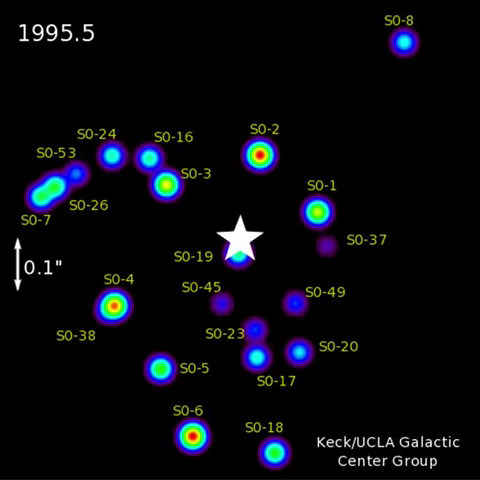 1995.5
S0-8
S0-2
S0-24
S0-16
S0-53
S0-3
S0-1
S0-26
S0-7
S0-37
S0-19
0.1"
S0-4
S0-45
S0-49
S0-38
S0-23
S0-20
S0-5
S0-17
S0-6
S0-18
Keck/UCLA Galactic
Center Group